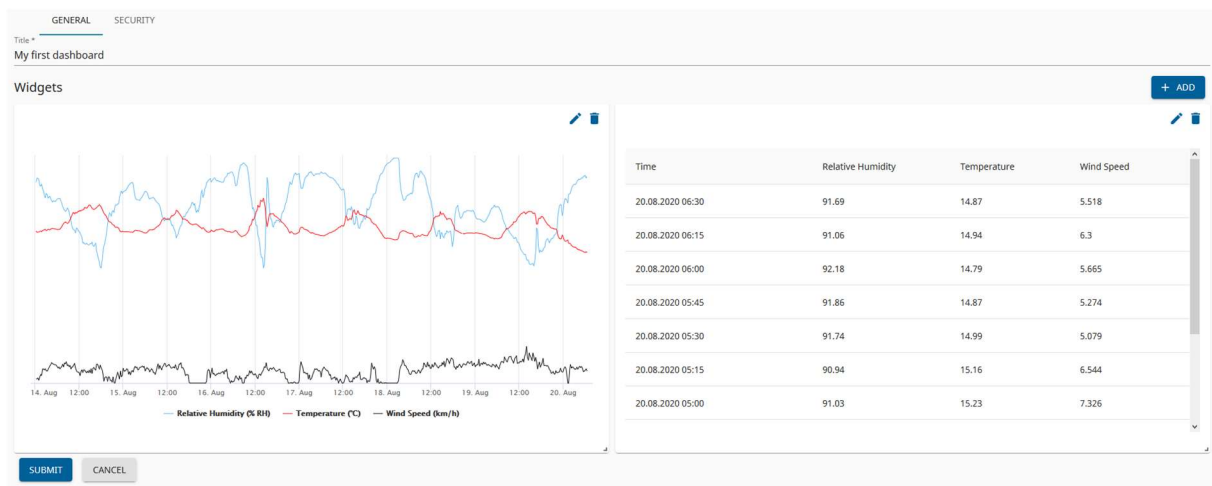 GENERAL SECURITY
Title *
My first dashboard
Widgets
+ ADD
14. Aug 12:00 15. Aug 12:00 16. Aug 12:00 17. Aug 12:00 18. Aug 12:00 19. Aug 12:00 20. Aug
Relative Humidity (% RH) Temperature (°C) Wind Speed (km/h)
Time Relative Humidity Temperature Wind Speed
20.08.2020 06:30 91.69 14.87 5.518
20.08.2020 06:15 91.06 14.94 6.3
20.08.2020 06:00 92.18 14.79 5.665
20.08.2020 05:45 91.86 14.87 5.274
20.08.2020 05:30 91.74 14.99 5.079
20.08.2020 05:15 90.94 15.16 6.544
20.08.2020 05:00 91.03 15.23 7.326
SUBMIT CANCEL